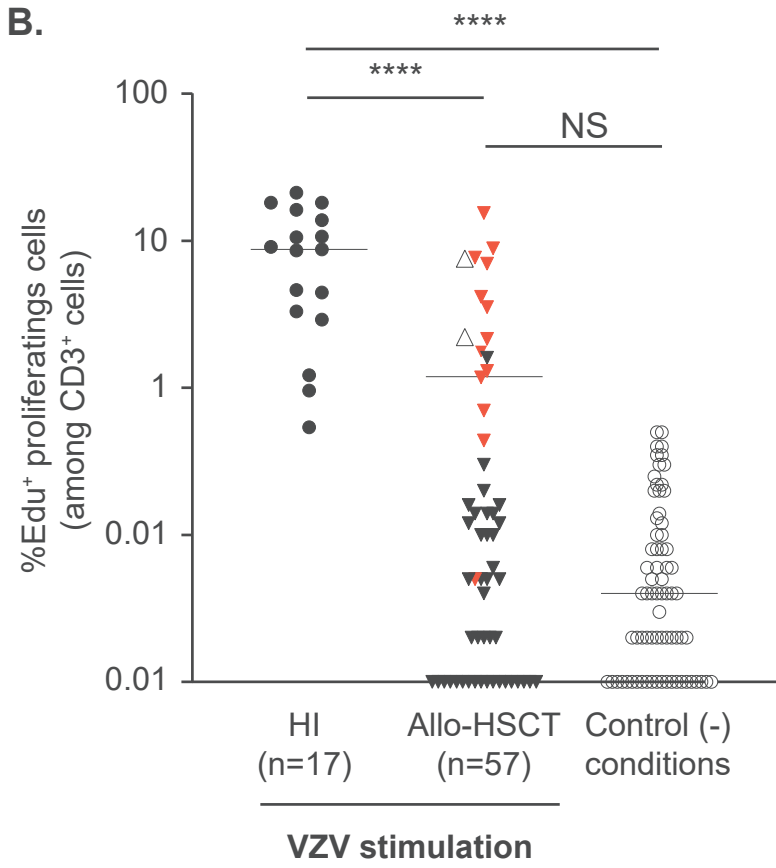 B.
****
****
NS
100
10
1
0.01
0.01
%Edu⁺ proliferatings cells
(among CD3⁺ cells)
HI
(n=17)
Allo-HSCT
(n=57)
Control (-)
conditions
VZV stimulation